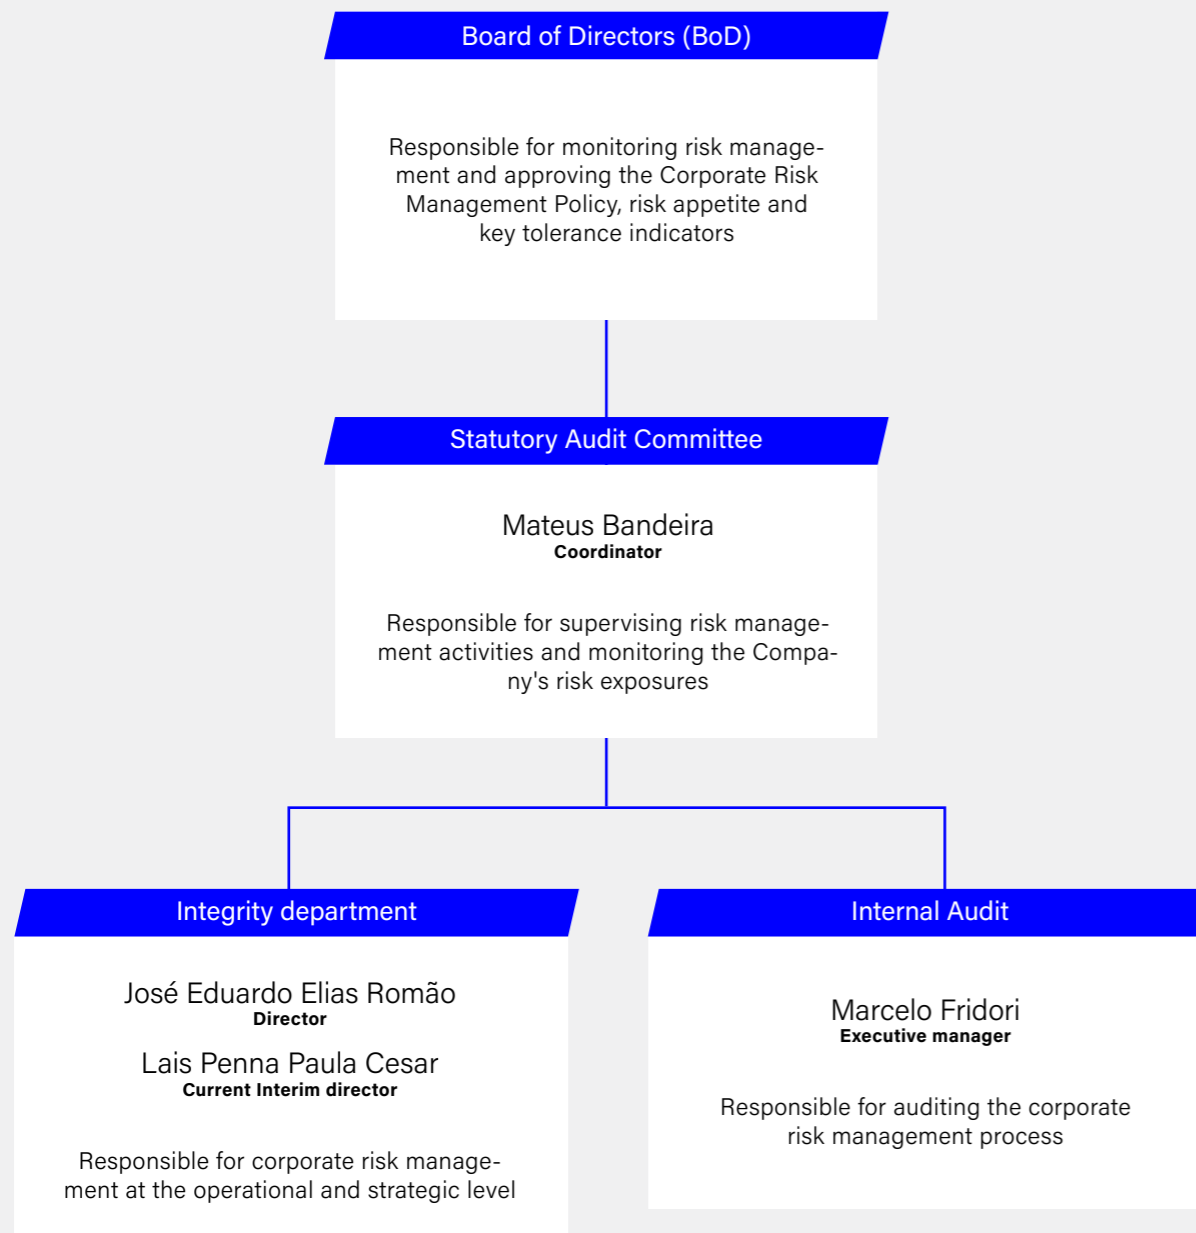 Board of Directors (BoD)
Responsible for monitoring risk manage-
ment and approving the Corporate Risk
Management Policy, risk appetite and
key tolerance indicators
Statutory Audit Committee
Mateus Bandeira
Coordinator
Responsible for supervising risk manage-
ment activities and monitoring the Compa-
ny's risk exposures
Integrity department
José Eduardo Elias Romão
Director
Lais Penna Paula Cesar
Current Interim director
Responsible for corporate risk manage-
ment at the operational and strategic level
Internal Audit
Marcelo Fridori
Executive manager
Responsible for auditing the corporate
risk management process